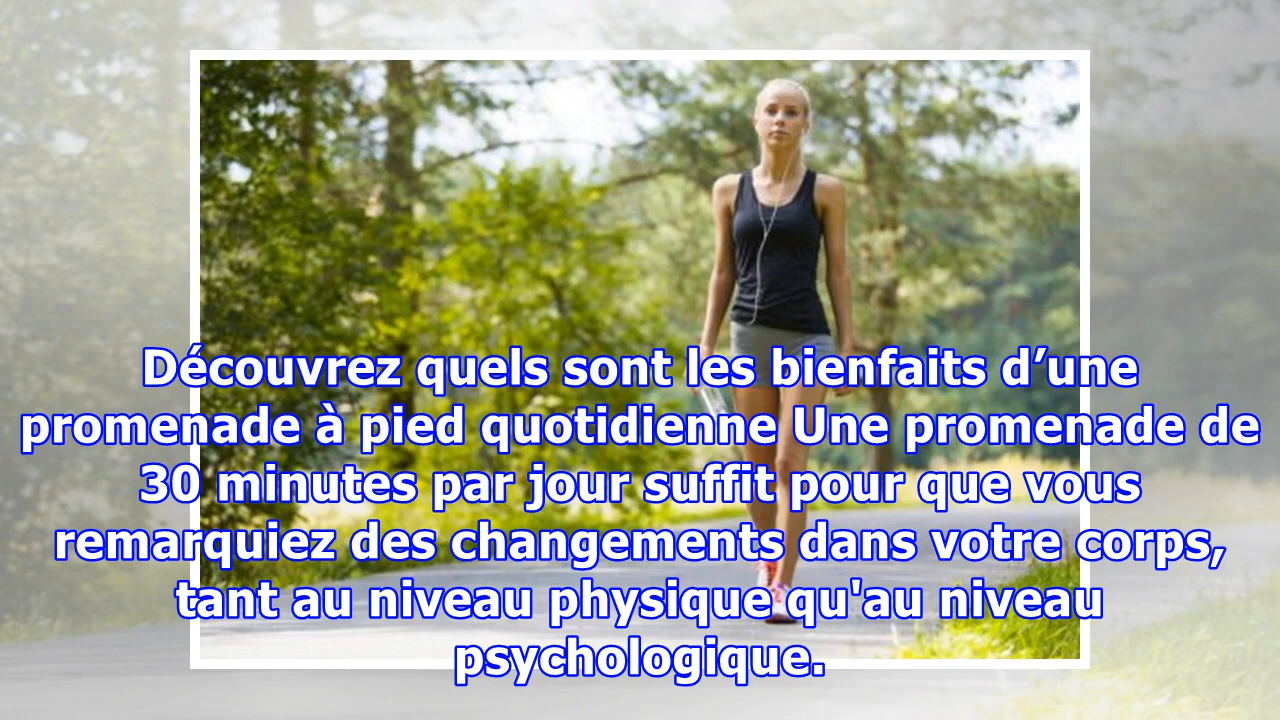 Découvrez quels sont les bienfaits d’une
promenade à pied quotidienne Une promenade de
30 minutes par jour suffit pour que vous
remarquiez des changements dans votre corps,
tant au niveau physique qu'au niveau
psychologique.